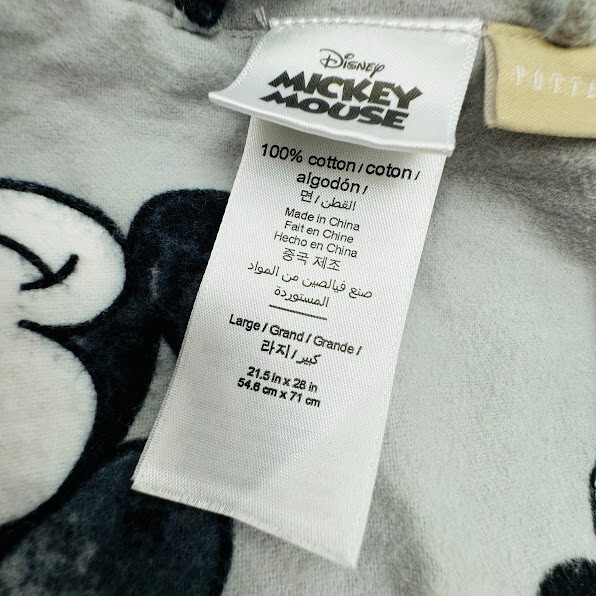 Disney
MICKEY
MOUSE
100% cotton / coton /
algodón /
면 / القطن /
Made in China
Fait en Chine
Hecho en China
중국 제조
صنع فيالصين من المواد
المستوردة
Large / Grand / Grande /
라지 / كبير /
21.5 in x 28 in
54.6 cm x 71 cm